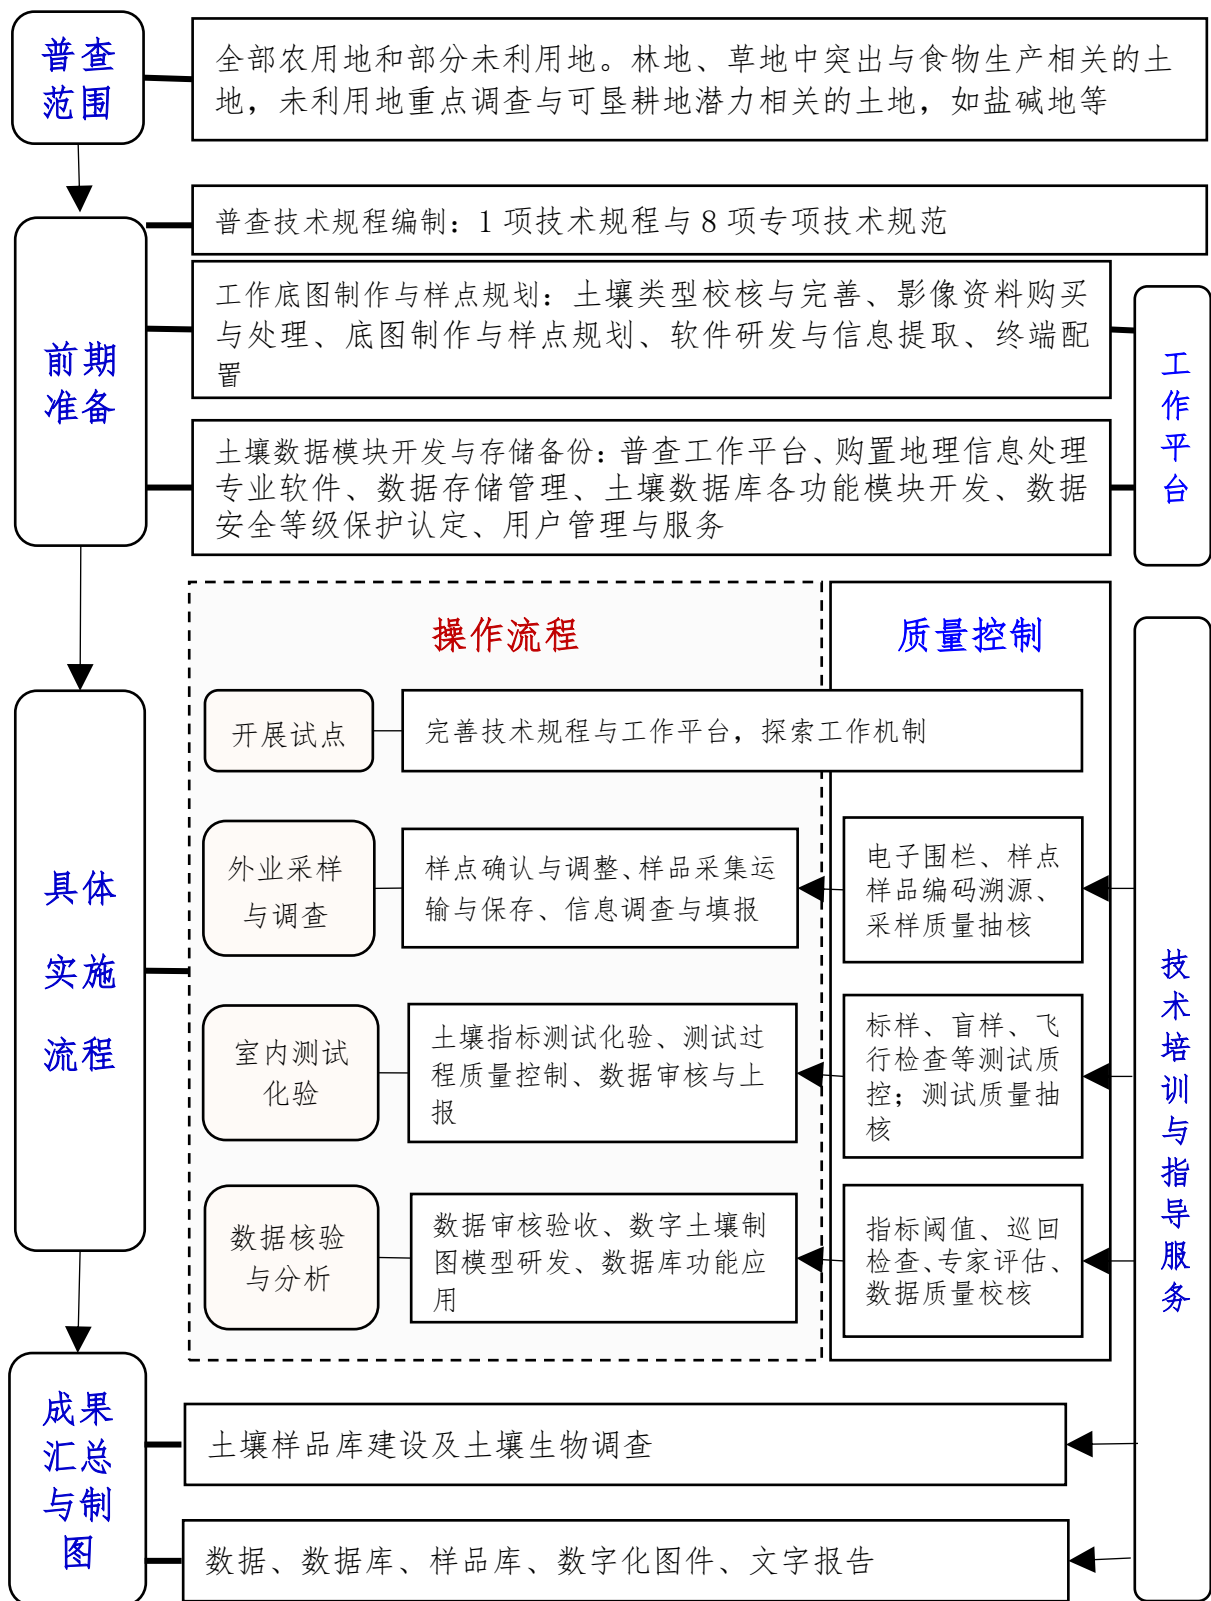 普查
范围
全部农用地和部分未利用地。林地、草地中突出与食物生产相关的土
地，未利用地重点调查与可垦耕地潜力相关的土地，如盐碱地等
前期
准备
普查技术规程编制：1 项技术规程与 8 项专项技术规范
工作底图制作与样点规划：土壤类型校核与完善、影像资料购买
与处理、底图制作与样点规划、软件研发与信息提取、终端配
置
土壤数据模块开发与存储备份：普查工作平台、购置地理信息处理
专业软件、数据存储管理、土壤数据库各功能模块开发、数据
安全等级保护认定、用户管理与服务
工
作
平
台
具体
实施
流程
操作流程
质量控制
开展试点
完善技术规程与工作平台，探索工作机制
外业采样
与调查
样点确认与调整、样品采集运
输与保存、信息调查与填报
电子围栏、样点
样品编码溯源、
采样质量抽核
室内测试
化验
土壤指标测试化验、测试过
程质量控制、数据审核与上
报
标样、盲样、飞
行检查等测试质
控；测试质量抽
核
数据核验
与分析
数据审核验收、数字土壤制
图模型研发、数据库功能应
用
指标阈值、巡回
检查、专家评估、
数据质量校核
技
术
培
训
与
指
导
服
务
成果
汇总
与制
图
土壤样品库建设及土壤生物调查
数据、数据库、样品库、数字化图件、文字报告